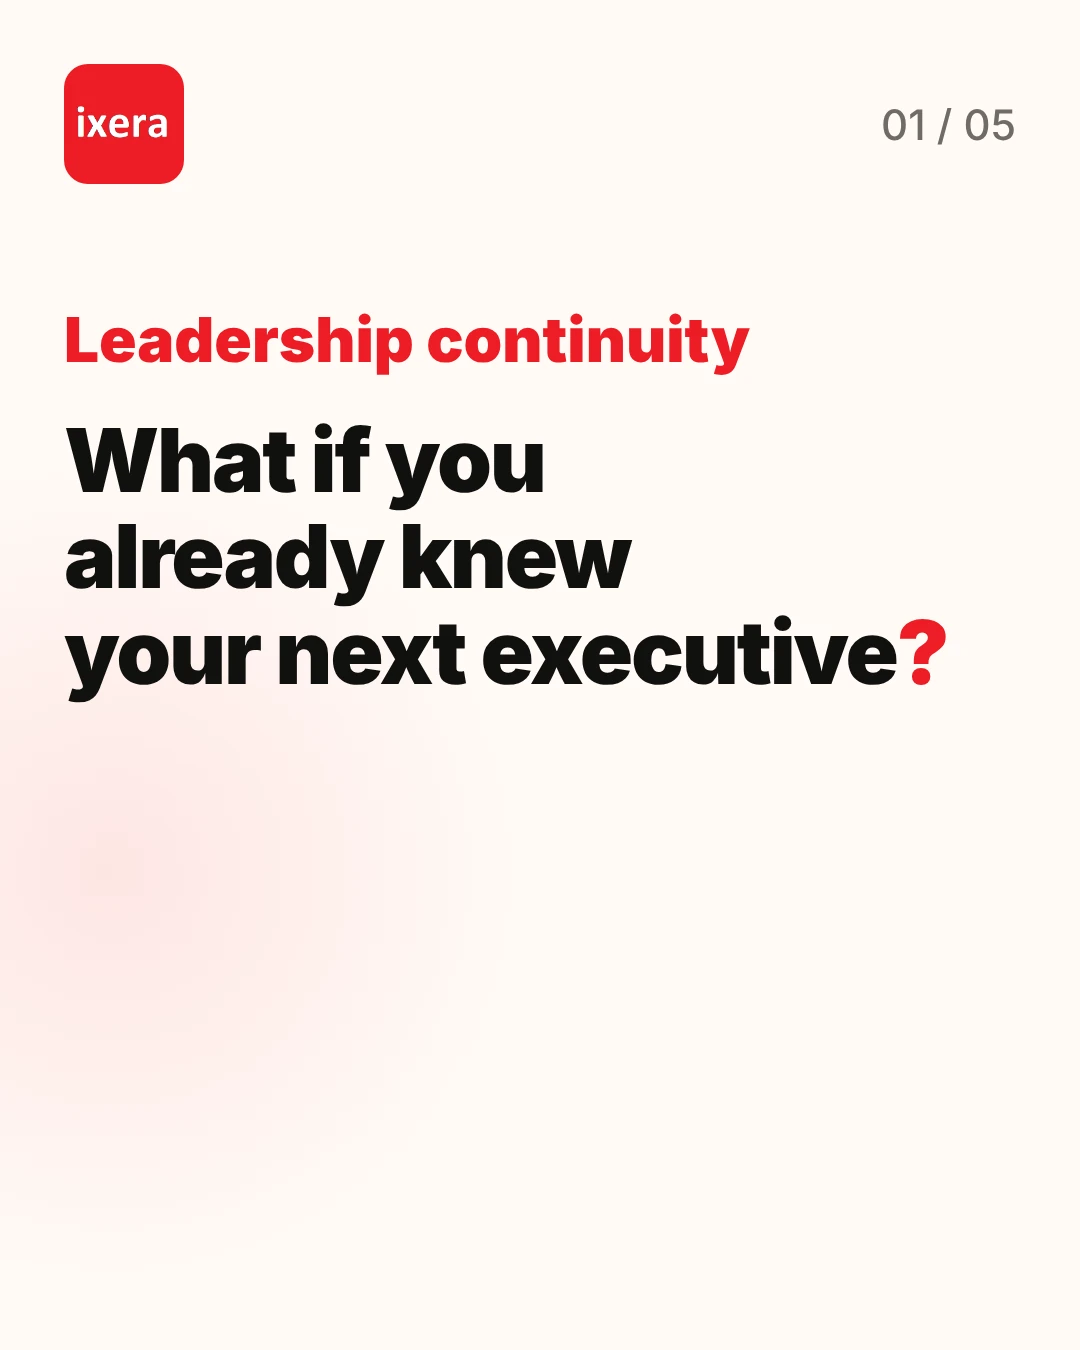 ixera
01 / 05
Leadership continuity
What if you
already knew
your next executive?